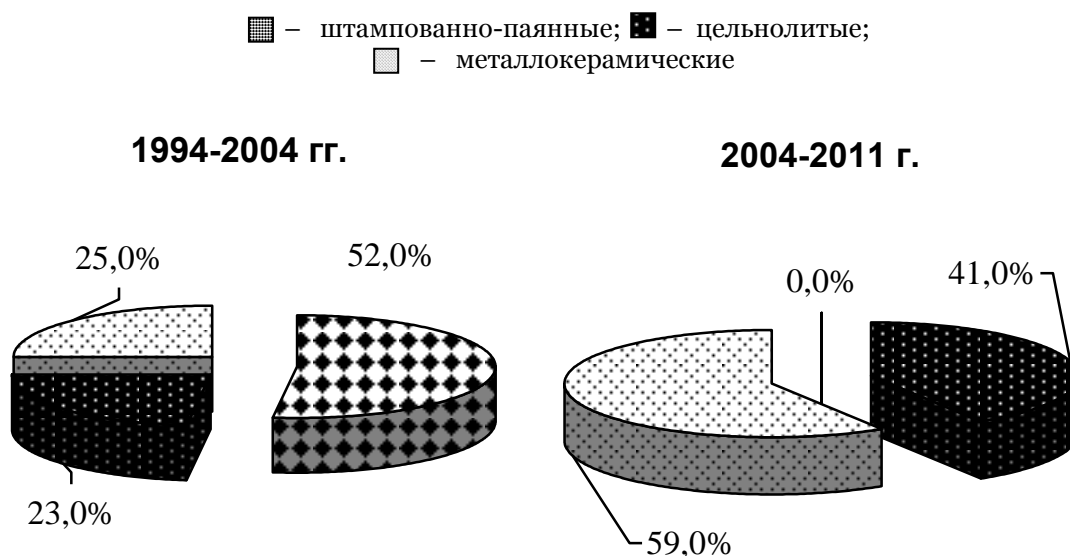 – штампованно-паянные; – цельнолитые;
– металлокерамические
1994-2004 гг.
2004-2011 г.
25,0%
52,0%
23,0%
0,0%
41,0%
59,0%